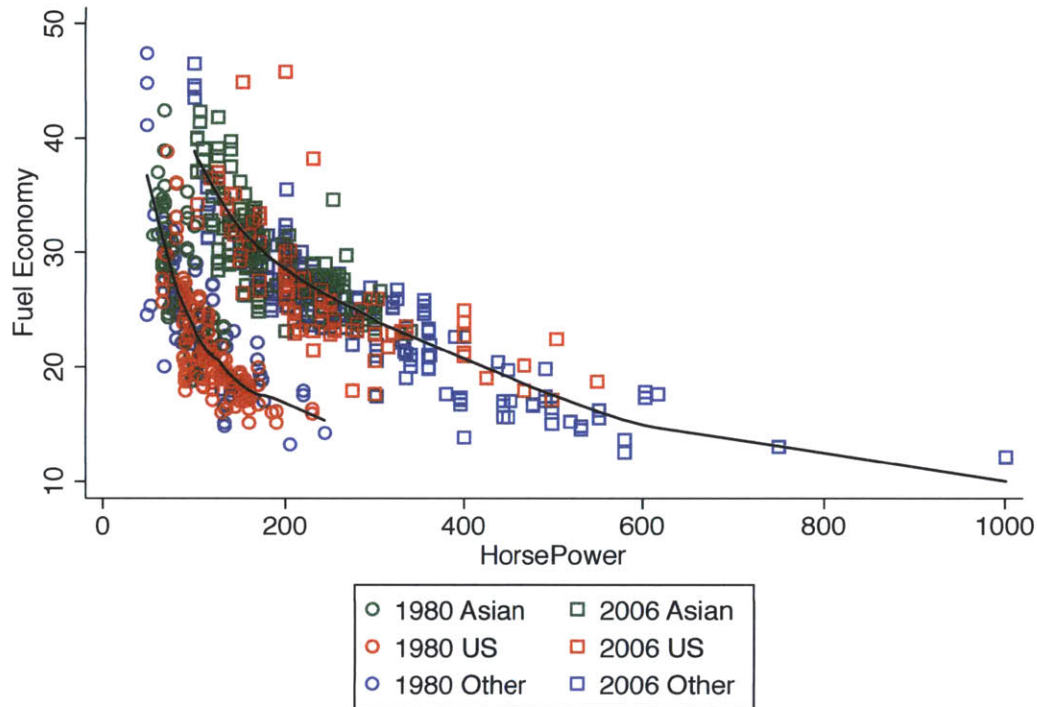 50
40
30
20
10
Fuel Economy
0 200 400 600 800 1000
HorsePower
1980 Asian 2006 Asian
1980 US 2006 US
1980 Other 2006 Other